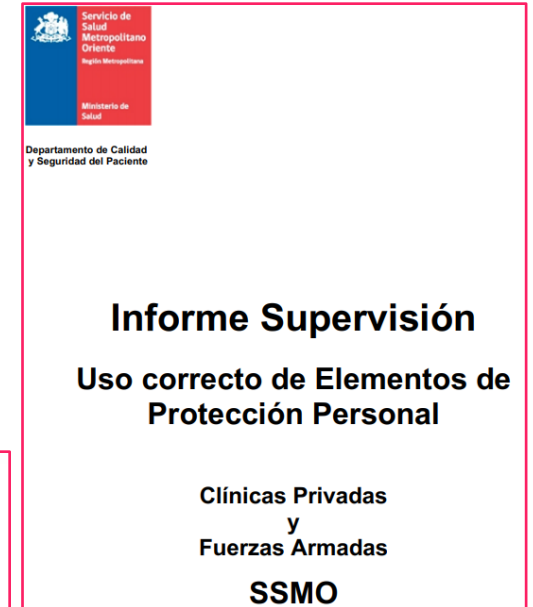 Servicio de
Salud
Metropolitano
Oriente
Región Metropolitana
Ministerio de
Salud
Departamento de Calidad
y Seguridad del Paciente
Informe Supervisión
Uso correcto de Elementos de
Protección Personal
Clínicas Privadas
y
Fuerzas Armadas
SSMO